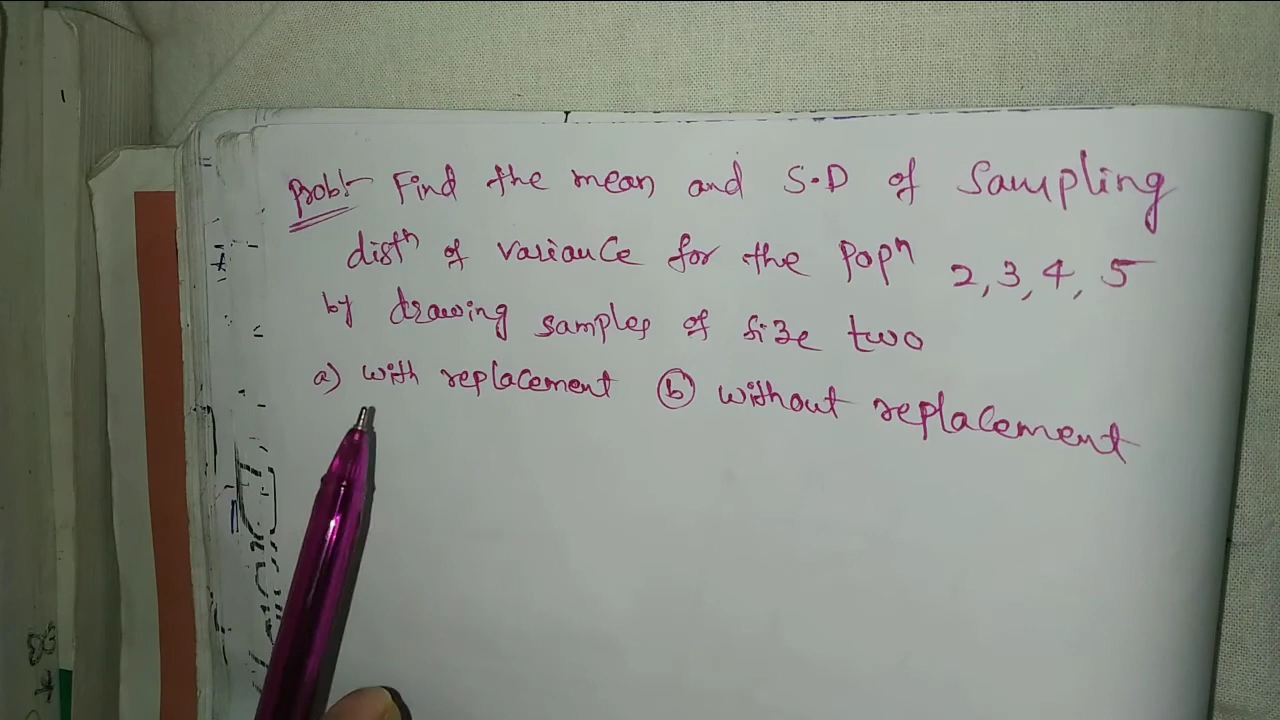 Prob:- Find the mean and S.D of Sampling
distⁿ of variance for the popⁿ 2, 3, 4, 5
by drawing samples of size two
a) with replacement ⓑ without replacement